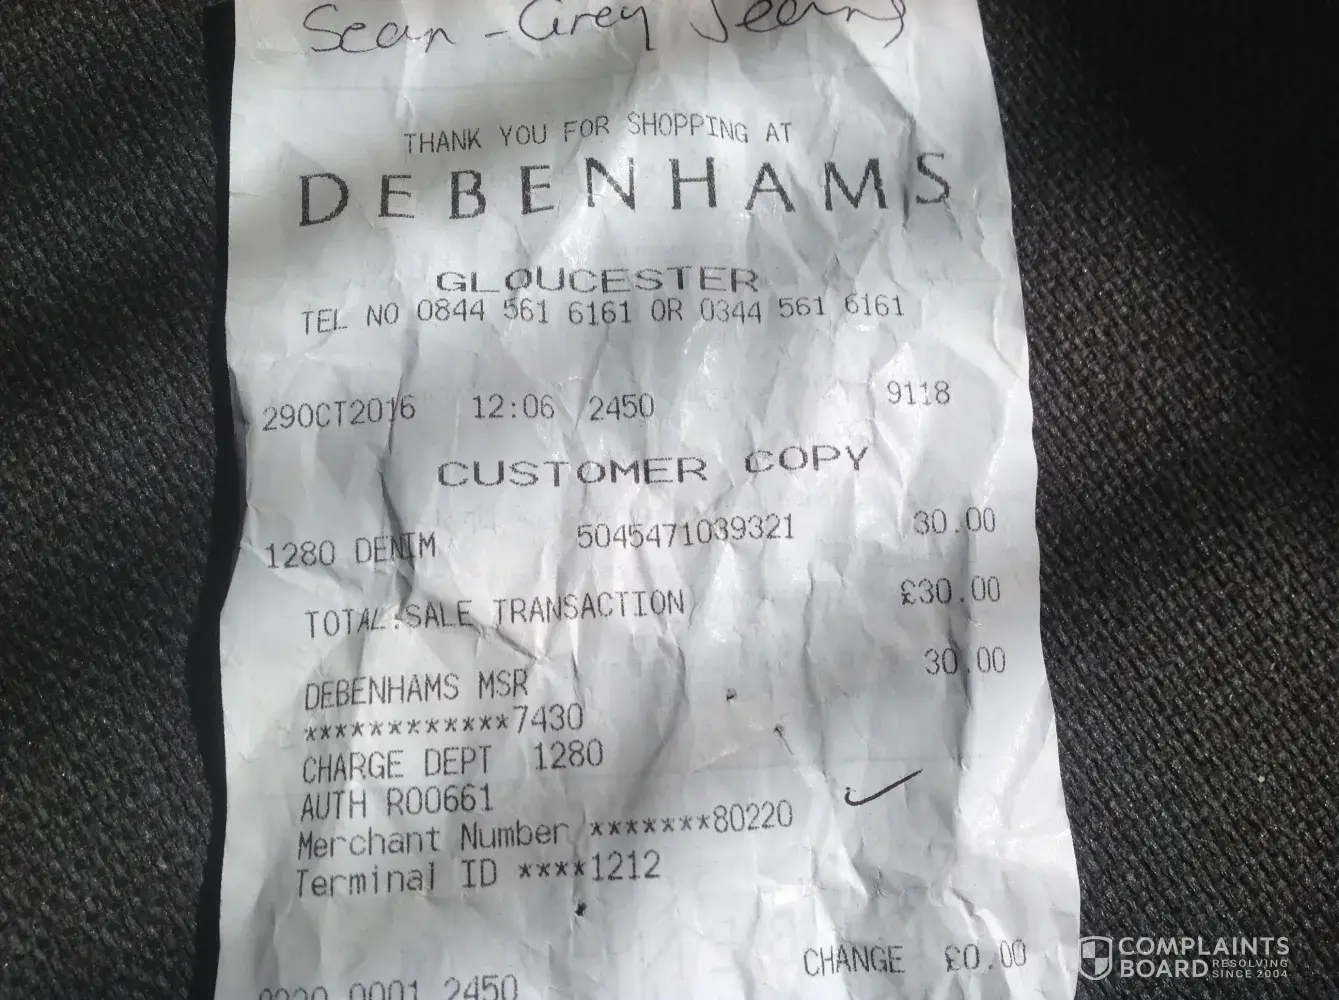 Sean - Grey Jeans
THANK YOU FOR SHOPPING AT
DEBENHAMS
GLOUCESTER
TEL NO 0844 561 6161 OR 0344 561 6161
29OCT2016 12:06 2450 9118
CUSTOMER COPY
1280 DENIM 5045471039321 30.00
TOTAL SALE TRANSACTION £30.00
DEBENHAMS MSR 30.00
************7430
CHARGE DEPT 1280
AUTH R00661
Merchant Number *******80220
Terminal ID ****1212
CHANGE £0.00
0001 2450
COMPLAINTS
BOARD RESOLVING
SINCE 2004